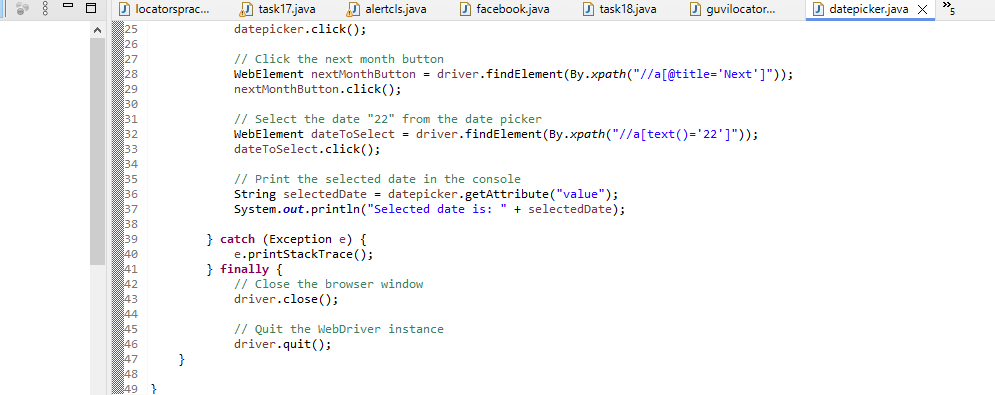 locatorsprac... task17.java alertcls.java facebook.java task18.java guvilocator... datepicker.java »5
25 datepicker.click();
26
27 // Click the next month button
28 WebElement nextMonthButton = driver.findElement(By.xpath("//a[@title='Next']"));
29 nextMonthButton.click();
30
31 // Select the date "22" from the date picker
32 WebElement dateToSelect = driver.findElement(By.xpath("//a[text()='22']"));
33 dateToSelect.click();
34
35 // Print the selected date in the console
36 String selectedDate = datepicker.getAttribute("value");
37 System.out.println("Selected date is: " + selectedDate);
38
39 } catch (Exception e) {
40 e.printStackTrace();
41 } finally {
42 // Close the browser window
43 driver.close();
44
45 // Quit the WebDriver instance
46 driver.quit();
47 }
48
49 }